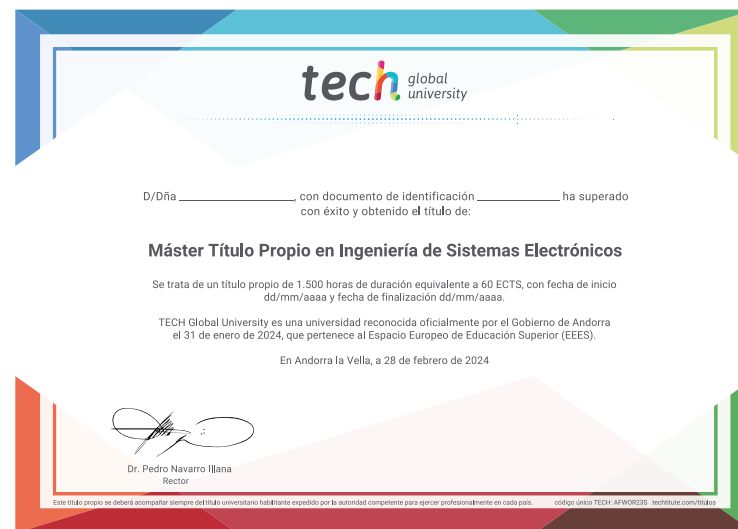 tech global
university
D/Dña ____________________, con documento de identificación ______________ ha superado
con éxito y obtenido el título de:
Máster Título Propio en Ingeniería de Sistemas Electrónicos
Se trata de un título propio de 1.500 horas de duración equivalente a 60 ECTS, con fecha de inicio
dd/mm/aaaa y fecha de finalización dd/mm/aaaa.
TECH Global University es una universidad reconocida oficialmente por el Gobierno de Andorra
el 31 de enero de 2024, que pertenece al Espacio Europeo de Educación Superior (EEES).
En Andorra la Vella, a 28 de febrero de 2024
Dr. Pedro Navarro Illana
Rector
Este título propio se deberá acompañar siempre del título universitario habilitante expedido por la autoridad competente para ejercer profesionalmente en cada país. código único TECH: AFWOR23S techtitute.com/titulos